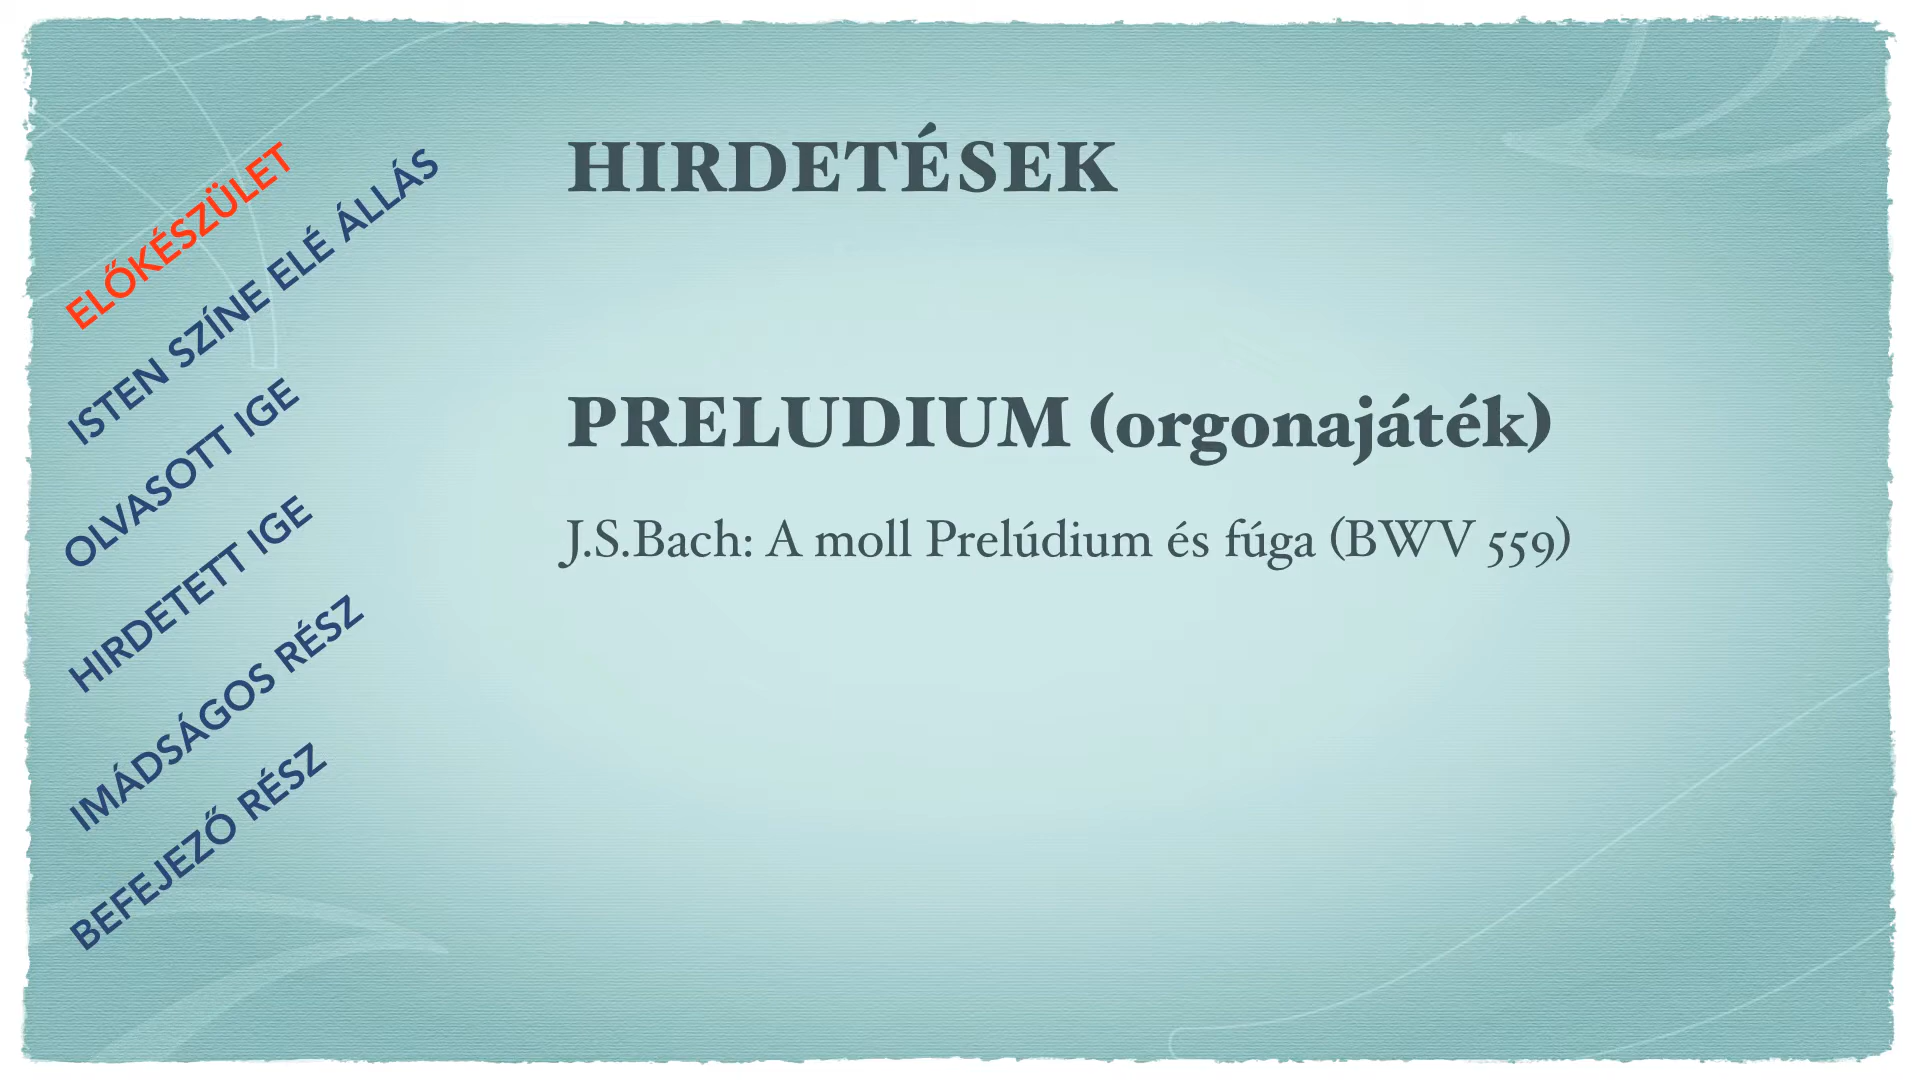 ELŐKÉSZÜLET
ISTEN SZÍNE ELÉ ÁLLÁS
OLVASOTT IGE
HIRDETETT IGE
IMÁDSÁGOS RÉSZ
BEFEJEZŐ RÉSZ
HIRDETÉSEK
PRELUDIUM (orgonajáték)
J.S.Bach: A moll Prelúdium és fúga (BWV 559)